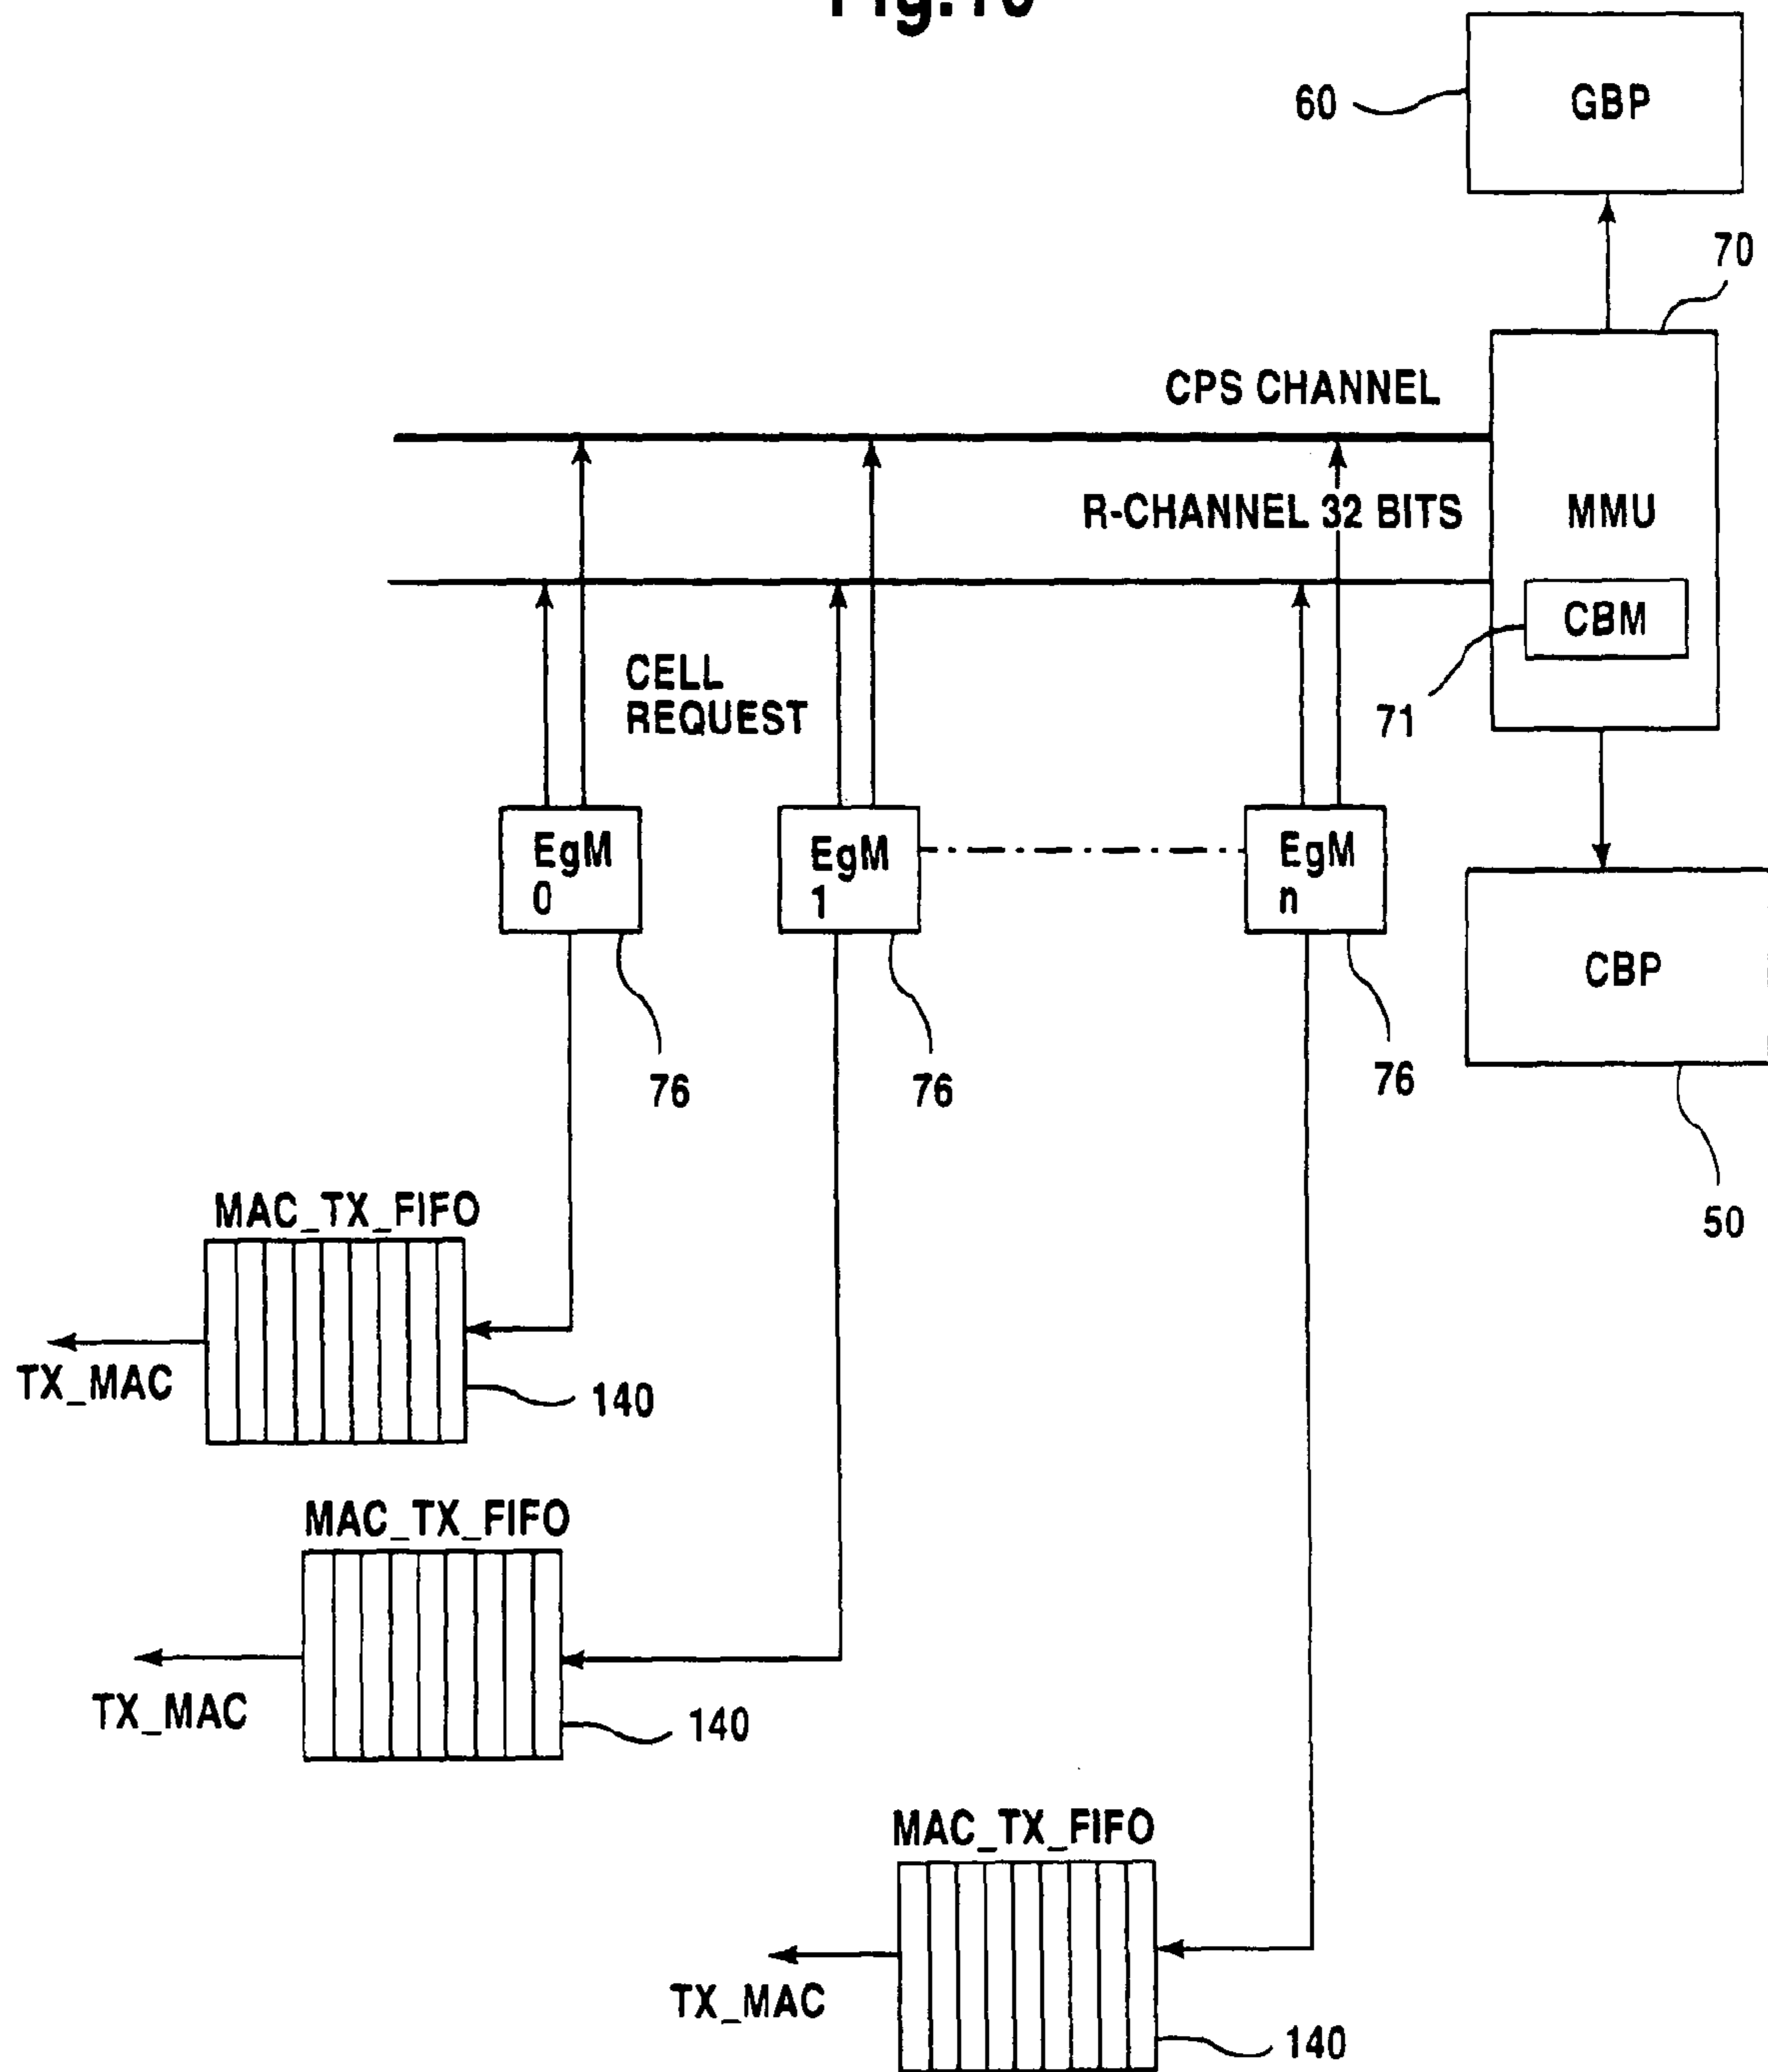 GBP
60
70
CPS CHANNEL
R-CHANNEL 32 BITS
MMU
CBM
CELL
REQUEST
71
EgM
0
EgM
1
EgM
n
CBP
76
76
76
50
MAC_TX_FIFO
TX_MAC
140
MAC_TX_FIFO
TX_MAC
140
MAC_TX_FIFO
TX_MAC
140